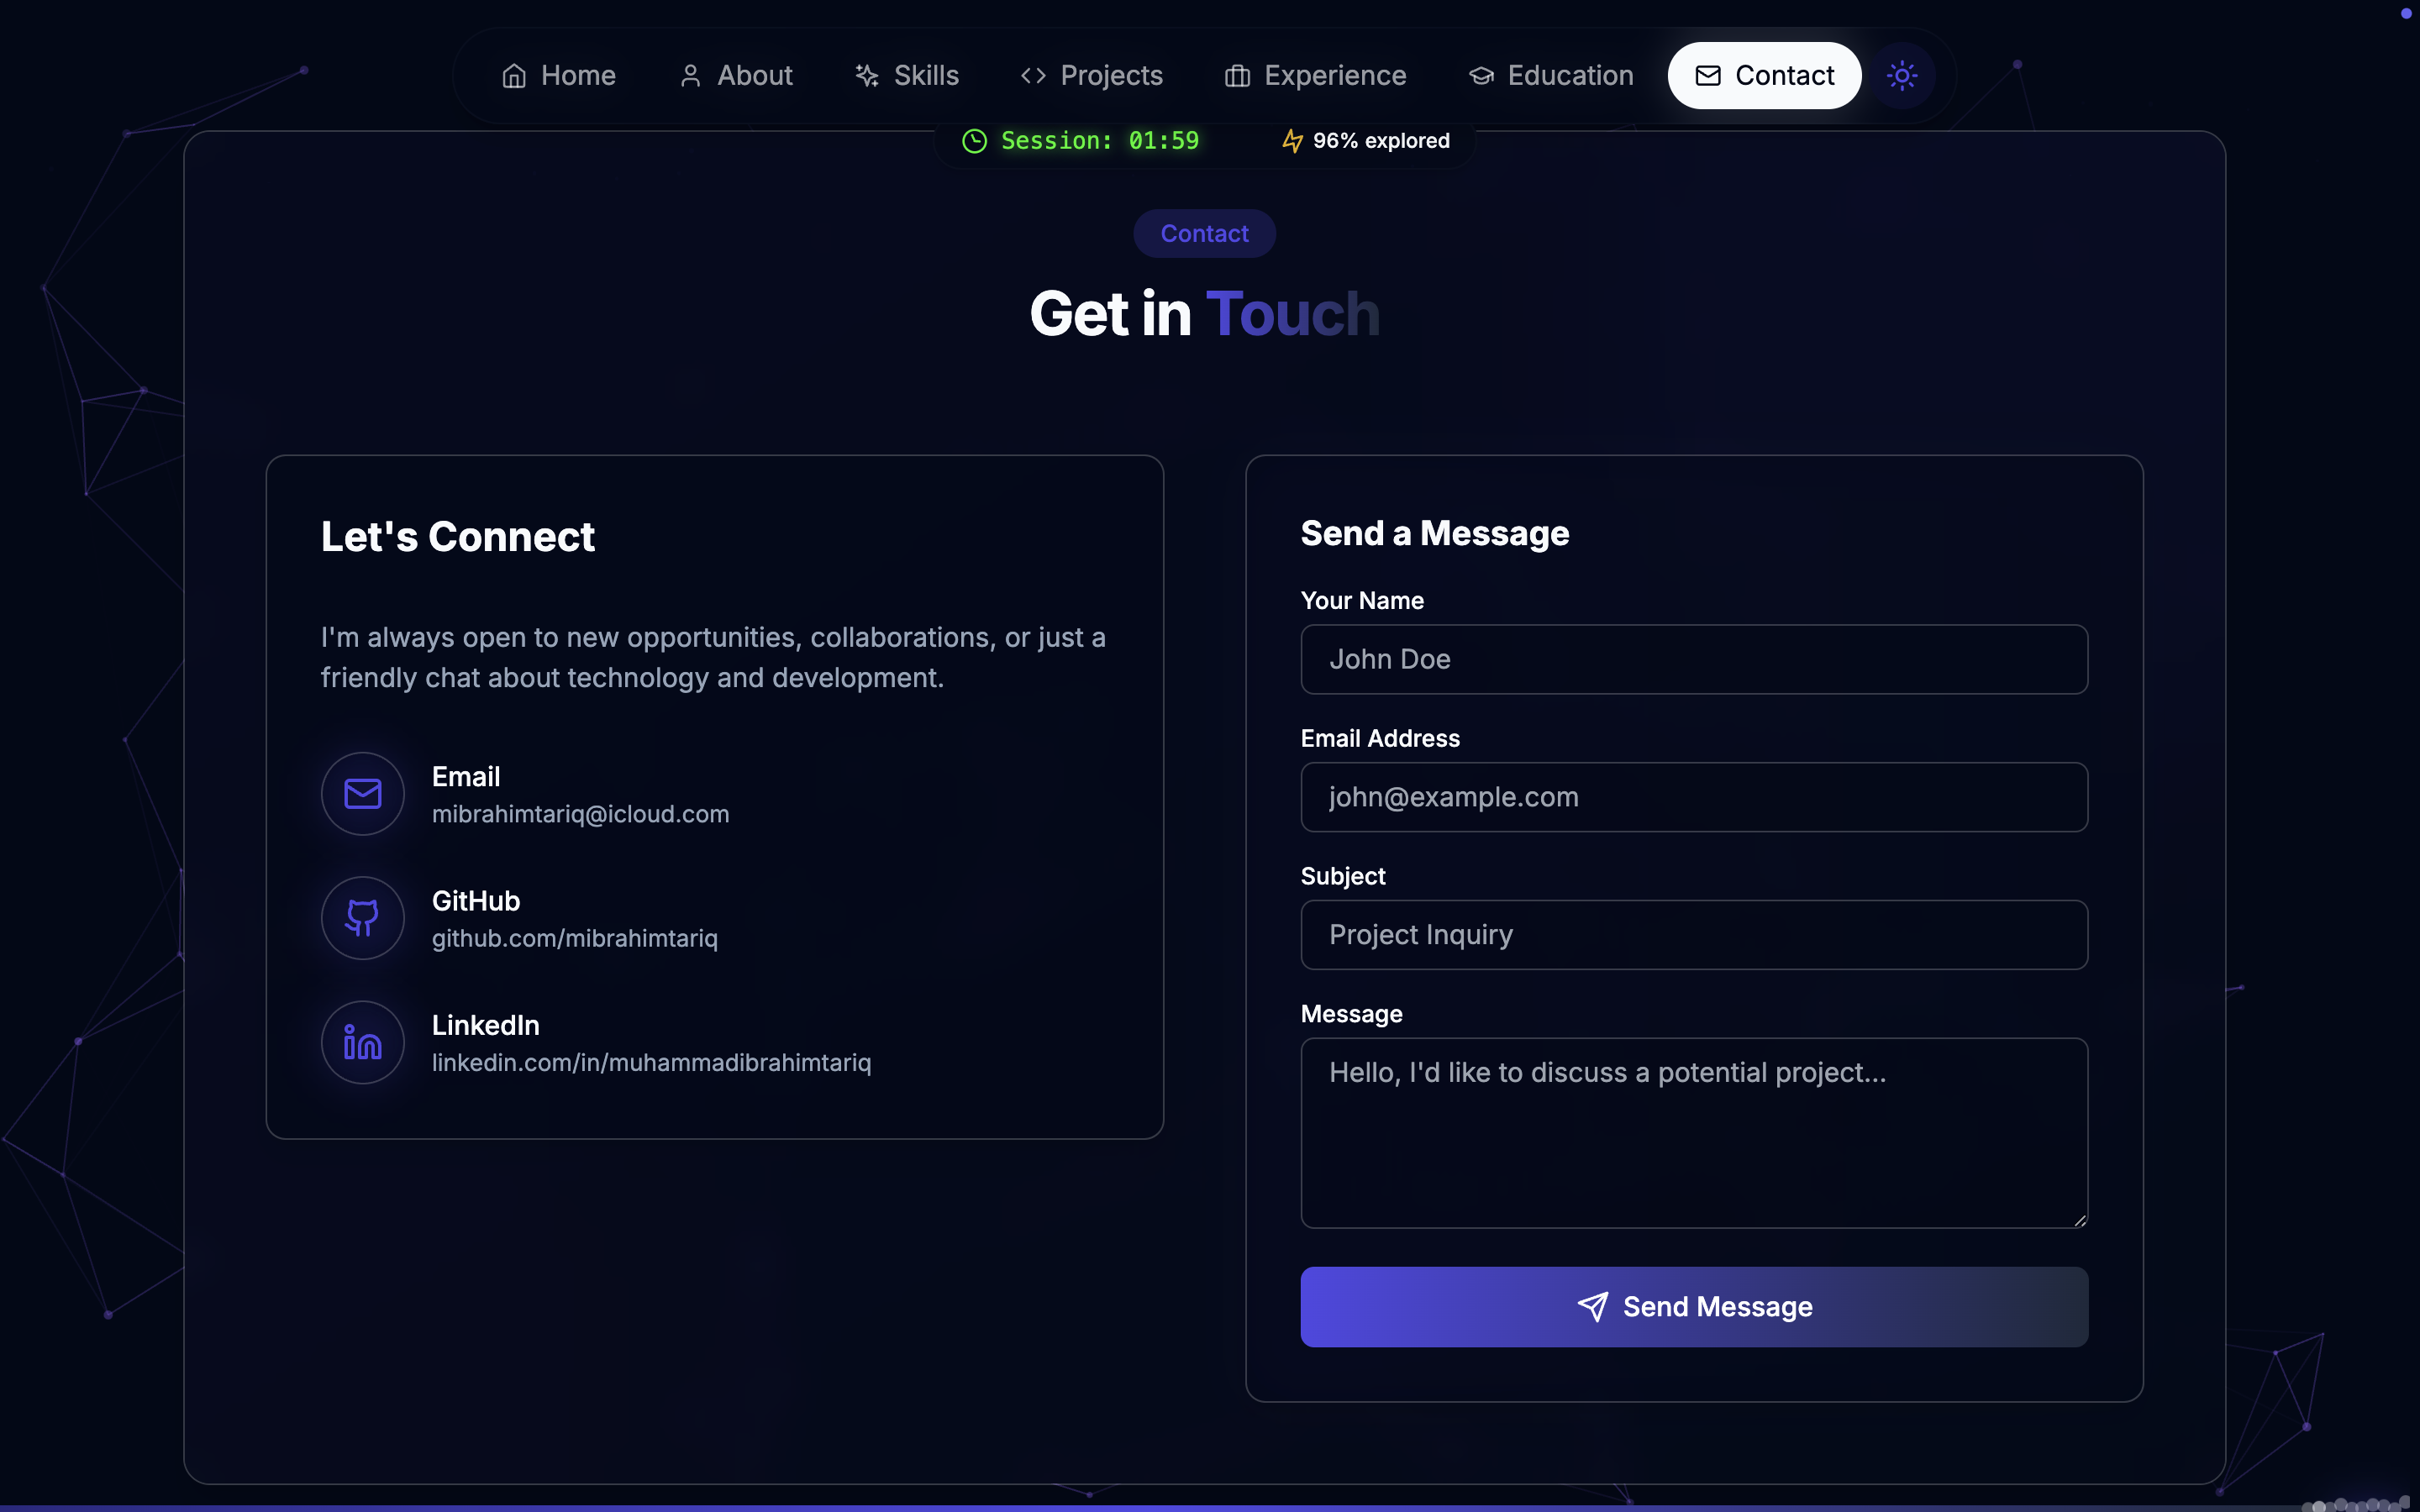 Home
About
Skills
Projects
Experience
Education
Contact
Session: 01:59
96% explored
Contact
Get in Touch
Let's Connect
I'm always open to new opportunities, collaborations, or just a
friendly chat about technology and development.
Email
mibrahimtariq@icloud.com
GitHub
github.com/mibrahimtariq
LinkedIn
linkedin.com/in/muhammadibrahimtariq
Send a Message
Your Name
John Doe
Email Address
john@example.com
Subject
Project Inquiry
Message
Hello, I'd like to discuss a potential project...
Send Message